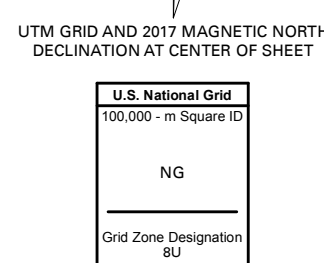 UTM GRID AND 2017 MAGNETIC NORTH
DECLINATION AT CENTER OF SHEET
U.S. National Grid
100,000 - m Square ID
NG
Grid Zone Designation
8U